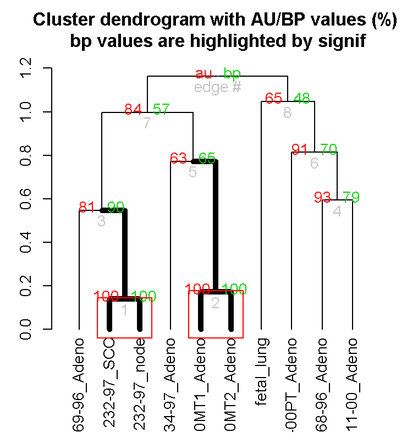 Cluster dendrogram with AU/BP values (%)
bp values are highlighted by signif
1.2
1.0
0.8
0.6
0.4
0.2
0.0
au bp
edge #
65 48
8
84 57
7
91 70
6
63 65
5
93 79
4
81 90
3
100 100
2
100 100
1
69-96_Adeno
232-97_SCC
232-97_node
34-97_Adeno
0MT1_Adeno
0MT2_Adeno
fetal_lung
-00PT_Adeno
68-96_Adeno
11-00_Adeno